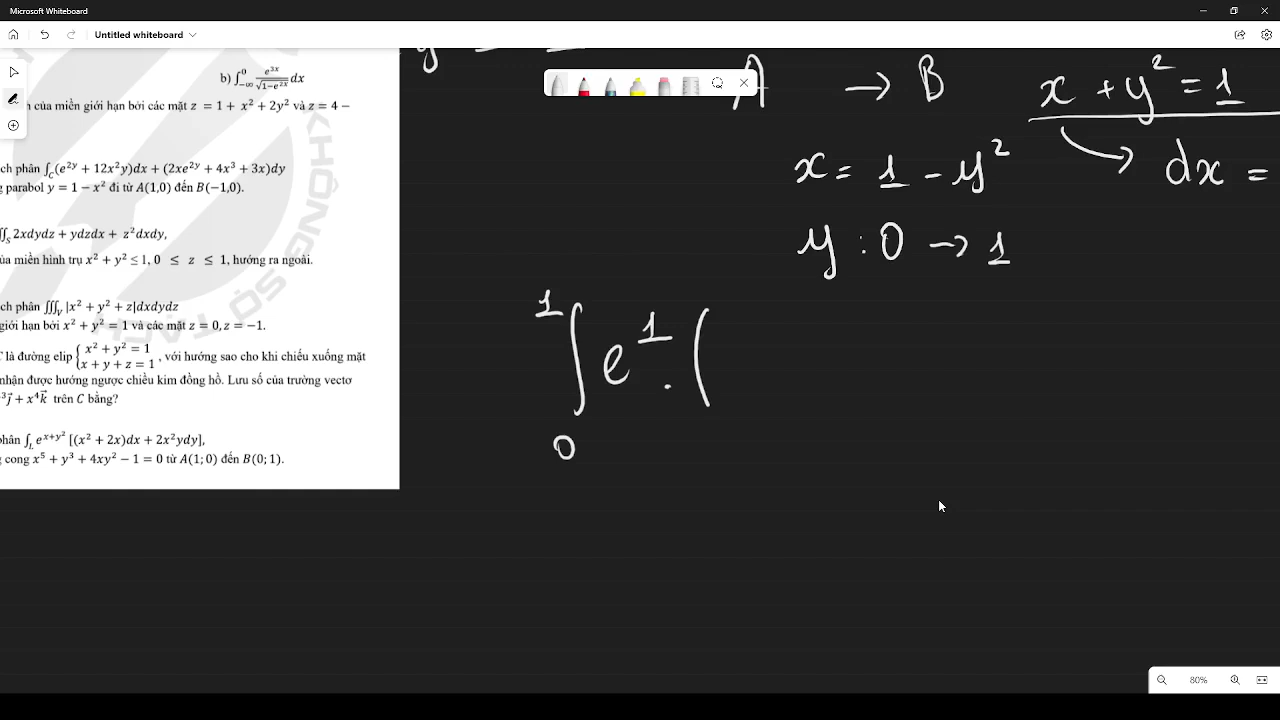 Microsoft Whiteboard
Untitled whiteboard
b) ∫_{-∞}^{0} \frac{e^{3x}}{\sqrt{1-e^{2x}}} dx
của miền giới hạn bởi các mặt z = 1 + x² + 2y² và z = 4 −
ch phân ∫_C(e^{2y} + 12x²y)dx + (2xe^{2y} + 4x³ + 3x)dy
g parabol y = 1 − x² đi từ A(1,0) đến B(−1,0).
∬_S 2xdydz + ydzdx + z²dxdy,
ủa miền hình trụ x² + y² ≤ 1, 0 ≤ z ≤ 1, hướng ra ngoài.
ch phân ∭_V |x² + y² + z|dxdydz
giới hạn bởi x² + y² = 1 và các mặt z = 0, z = −1.
là đường elip { x² + y² = 1
x + y + z = 1 , với hướng sao cho khi chiếu xuống mặt
nhận được hướng ngược chiều kim đồng hồ. Lưu số của trường vectơ
³j⃗ + x⁴k⃗ trên C bằng?
phân ∫_L e^{x+y²} [(x² + 2x)dx + 2x²ydy],
g cong x⁵ + y³ + 4xy² − 1 = 0 từ A(1; 0) đến B(0; 1).
KHÔNG SỐ
A → B
x + y² = 1
x = 1 − y²
dx =
y : 0 → 1
∫_{0}^{1} e^{1} . (
80%